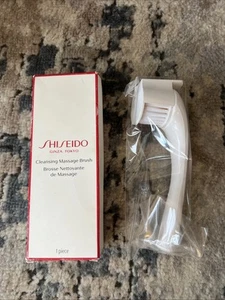 SHISEIDO
GINZA TOKYO
Cleansing Massage Brush
Brosse Nettoyante
de Massage
1 piece